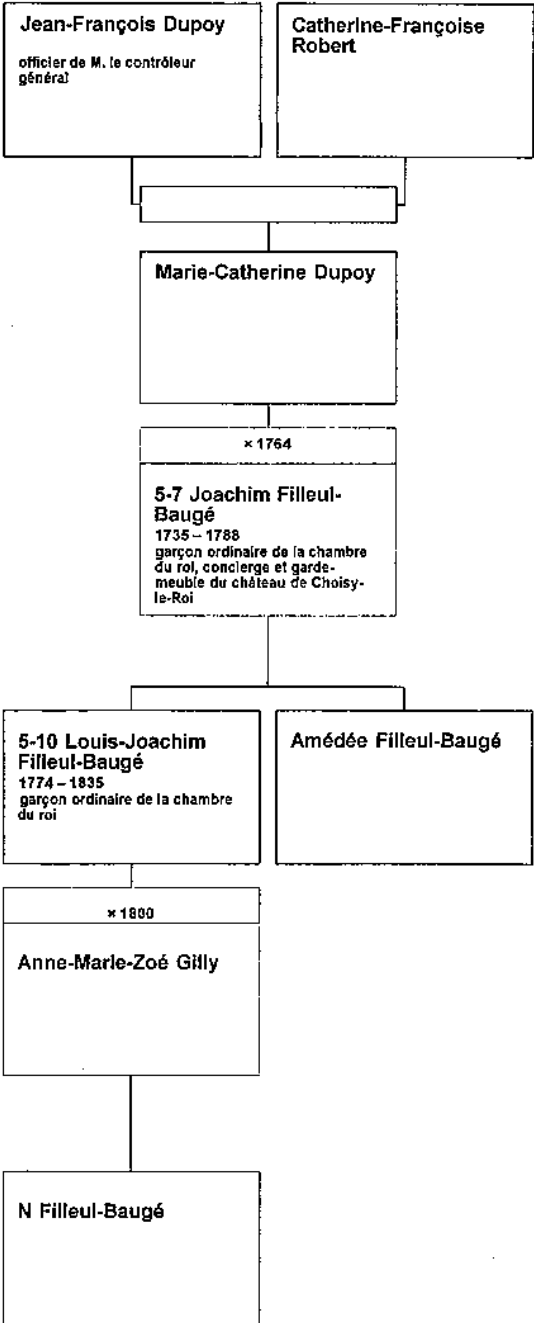 Jean-François Dupoy
officier de M. le contrôleur
général
Catherine-Françoise
Robert
Marie-Catherine Dupoy
× 1764
5-7 Joachim Filleul-
Baugé
1735 – 1788
garçon ordinaire de la chambre
du roi, concierge et garde-
meuble du château de Choisy-
le-Roi
5-10 Louis-Joachim
Filleul-Baugé
1774 – 1835
garçon ordinaire de la chambre
du roi
Amédée Filleul-Baugé
× 1800
Anne-Marie-Zoé Gilly
N Filleul-Baugé